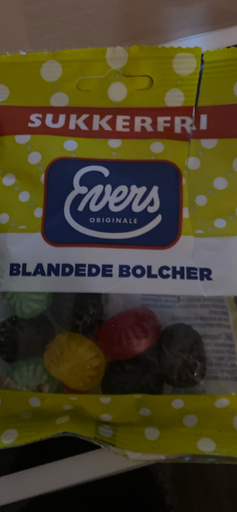 SUKKERFRI
Evers
ORIGINALE
BLANDEDE BOLCHER